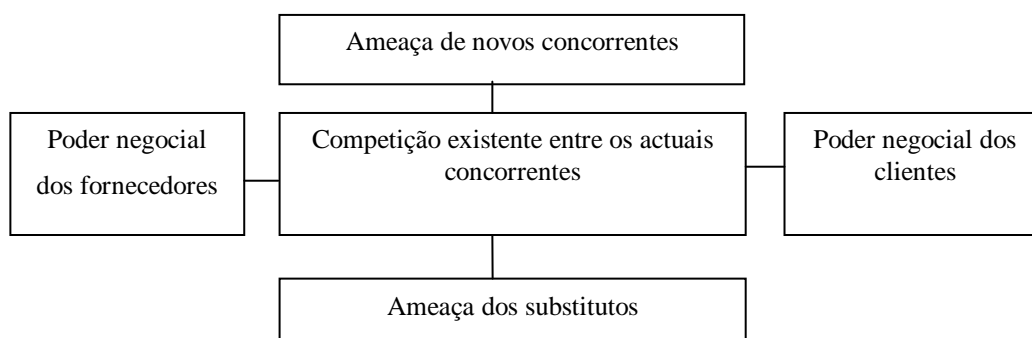 Ameaça de novos concorrentes
Poder negocial
dos fornecedores
Competição existente entre os actuais
concorrentes
Poder negocial dos
clientes
Ameaça dos substitutos